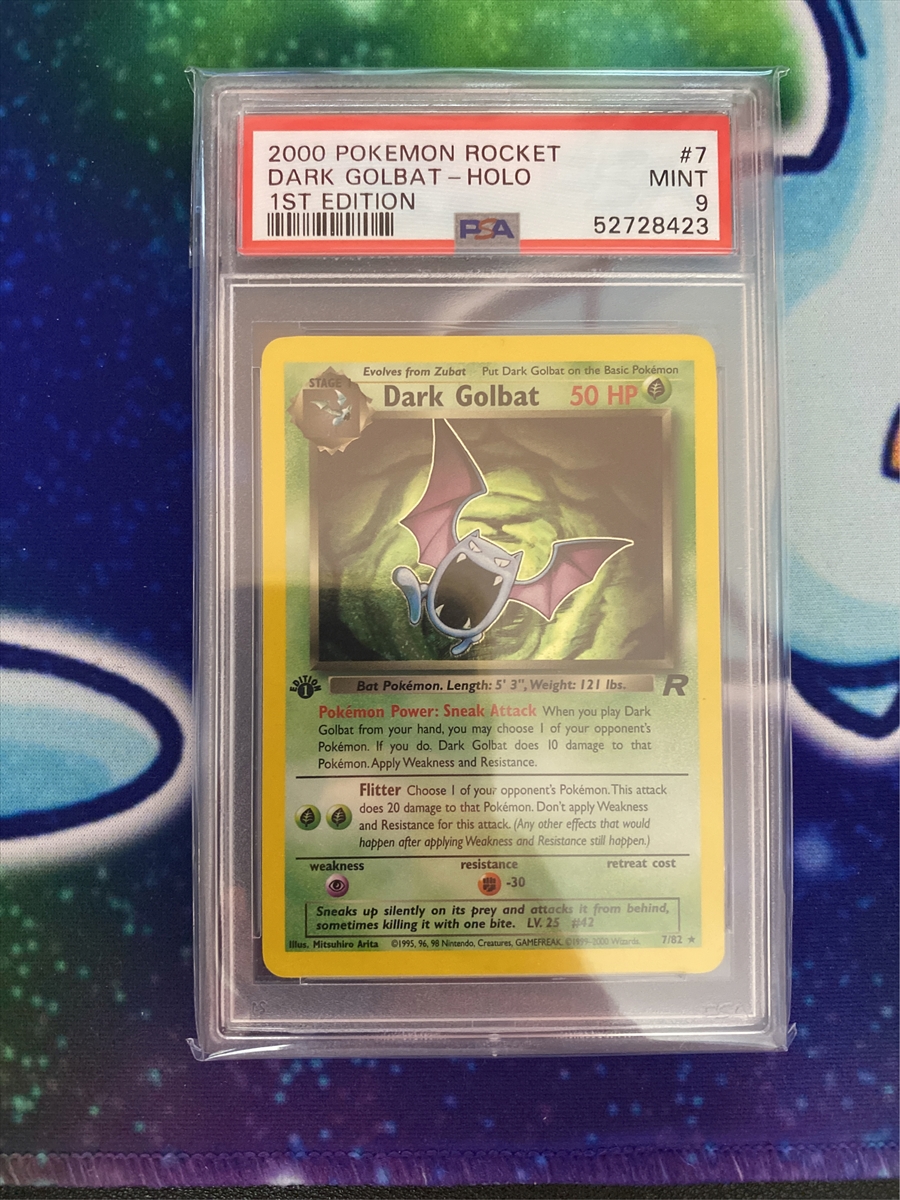 2000 POKEMON ROCKET #7
DARK GOLBAT – HOLO MINT
1ST EDITION 9
PSA 52728423
Evolves from Zubat Put Dark Golbat on the Basic Pokémon
STAGE 1
Dark Golbat 50 HP
EDITION 1
Bat Pokémon. Length: 5' 3", Weight: 121 lbs. R
Pokémon Power: Sneak Attack When you play Dark
Golbat from your hand, you may choose 1 of your opponent's
Pokémon. If you do, Dark Golbat does 10 damage to that
Pokémon. Apply Weakness and Resistance.
Flitter Choose 1 of your opponent's Pokémon. This attack
does 20 damage to that Pokémon. Don't apply Weakness
and Resistance for this attack. (Any other effects that would
happen after applying Weakness and Resistance still happen.)
weakness resistance retreat cost
-30
Sneaks up silently on its prey and attacks it from behind,
sometimes killing it with one bite. LV. 25 #42
Illus. Mitsuhiro Arita ©1995, 96, 98 Nintendo, Creatures, GAMEFREAK. ©1999-2000 Wizards. 7/82 ★